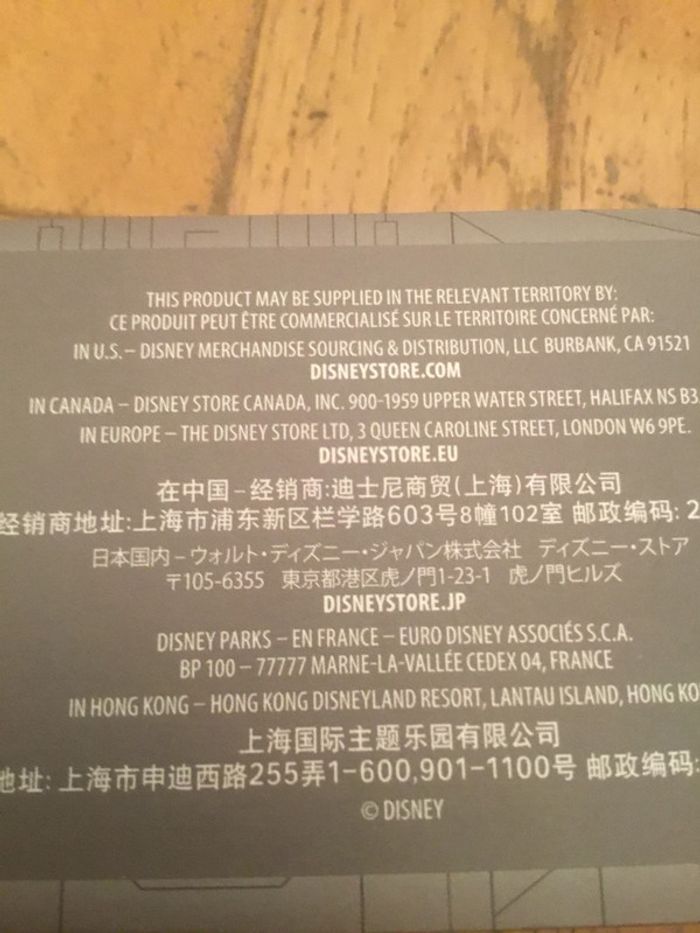 THIS PRODUCT MAY BE SUPPLIED IN THE RELEVANT TERRITORY BY:
CE PRODUIT PEUT ÊTRE COMMERCIALISÉ SUR LE TERRITOIRE CONCERNÉ PAR:
IN U.S. – DISNEY MERCHANDISE SOURCING & DISTRIBUTION, LLC BURBANK, CA 91521
DISNEYSTORE.COM
IN CANADA – DISNEY STORE CANADA, INC. 900-1959 UPPER WATER STREET, HALIFAX NS B3
IN EUROPE – THE DISNEY STORE LTD, 3 QUEEN CAROLINE STREET, LONDON W6 9PE.
DISNEYSTORE.EU
在中国 – 经销商:迪士尼商贸(上海)有限公司
经销商地址:上海市浦东新区栏学路603号8幢102室 邮政编码: 2
日本国内 – ウォルト・ディズニー・ジャパン株式会社 ディズニー・ストア
〒105-6355 東京都港区虎ノ門1-23-1 虎ノ門ヒルズ
DISNEYSTORE.JP
DISNEY PARKS – EN FRANCE – EURO DISNEY ASSOCIÉS S.C.A.
BP 100 – 77777 MARNE-LA-VALLÉE CEDEX 04, FRANCE
IN HONG KONG – HONG KONG DISNEYLAND RESORT, LANTAU ISLAND, HONG KO
上海国际主题乐园有限公司
地址: 上海市申迪西路255弄1-600,901-1100号 邮政编码:
© DISNEY